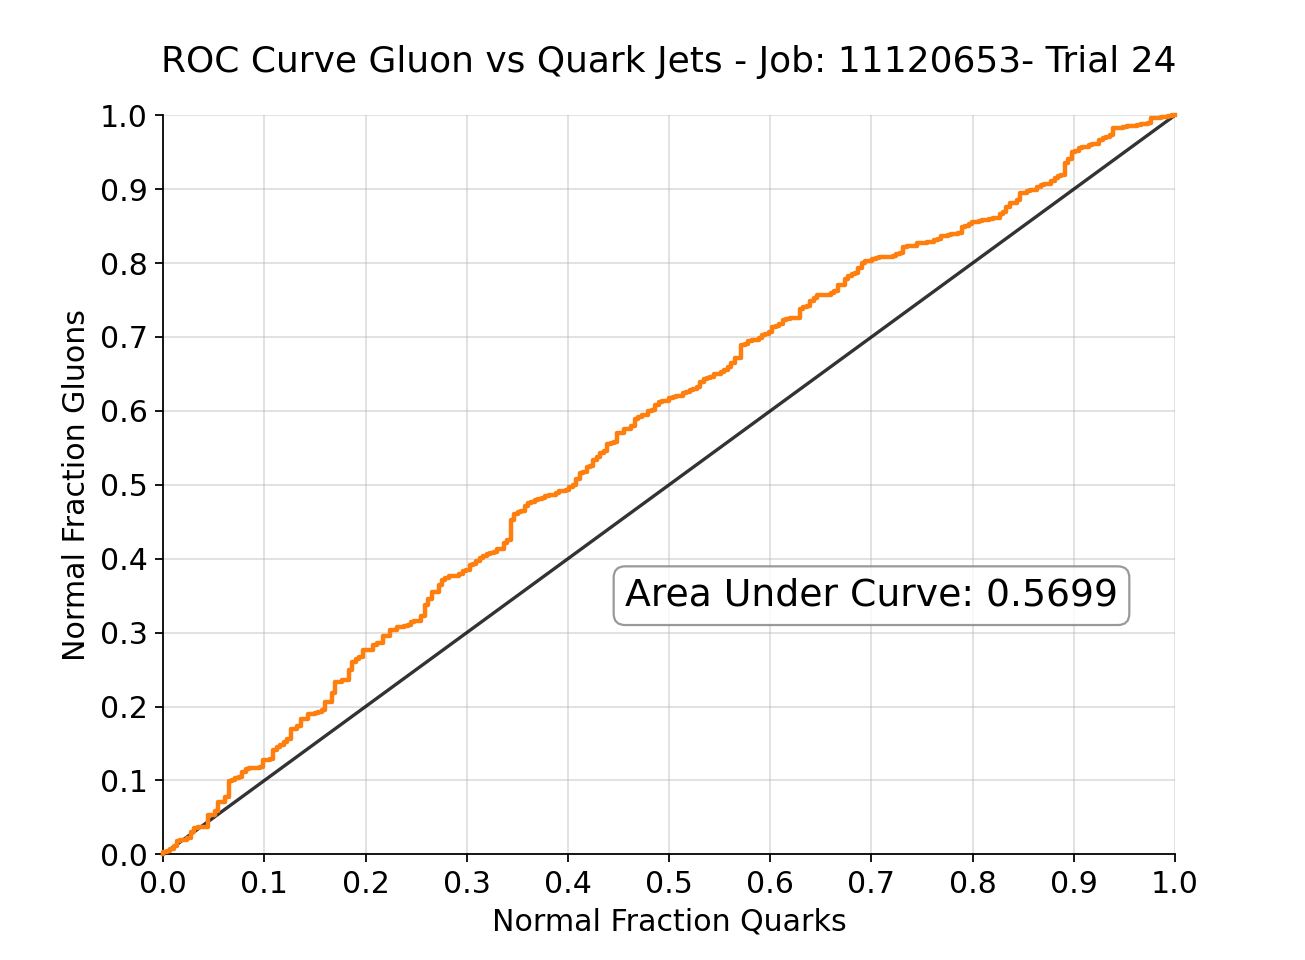 ROC Curve Gluon vs Quark Jets - Job: 11120653- Trial 24
1.0
0.9
0.8
0.7
0.6
0.5
0.4
0.3
0.2
0.1
0.0
Normal Fraction Gluons
Area Under Curve: 0.5699
0.0 0.1 0.2 0.3 0.4 0.5 0.6 0.7 0.8 0.9 1.0
Normal Fraction Quarks